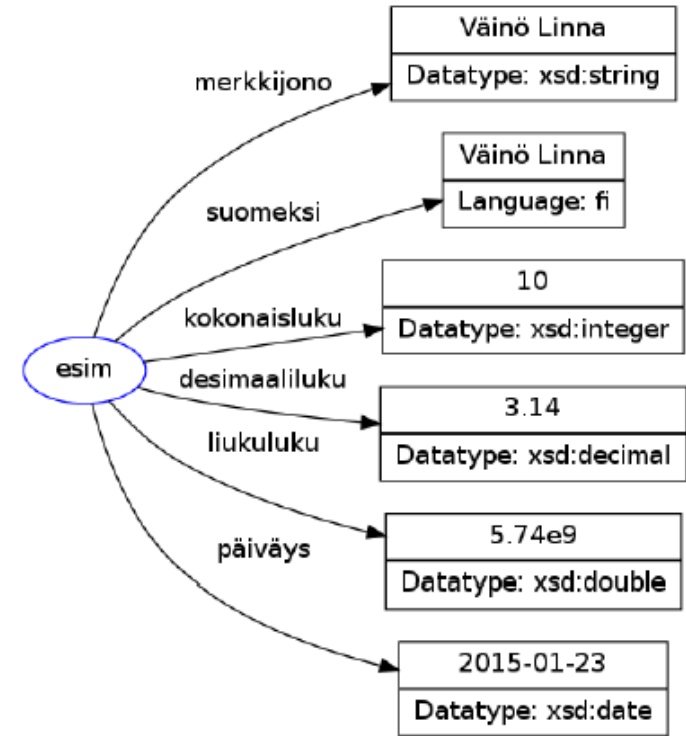 Väinö Linna
merkkijono
Datatype: xsd:string
Väinö Linna
suomeksi
Language: fi
10
kokonaisluku
Datatype: xsd:integer
esim
desimaaliluku
3.14
liukuluku
Datatype: xsd:decimal
5.74e9
päiväys
Datatype: xsd:double
2015-01-23
Datatype: xsd:date